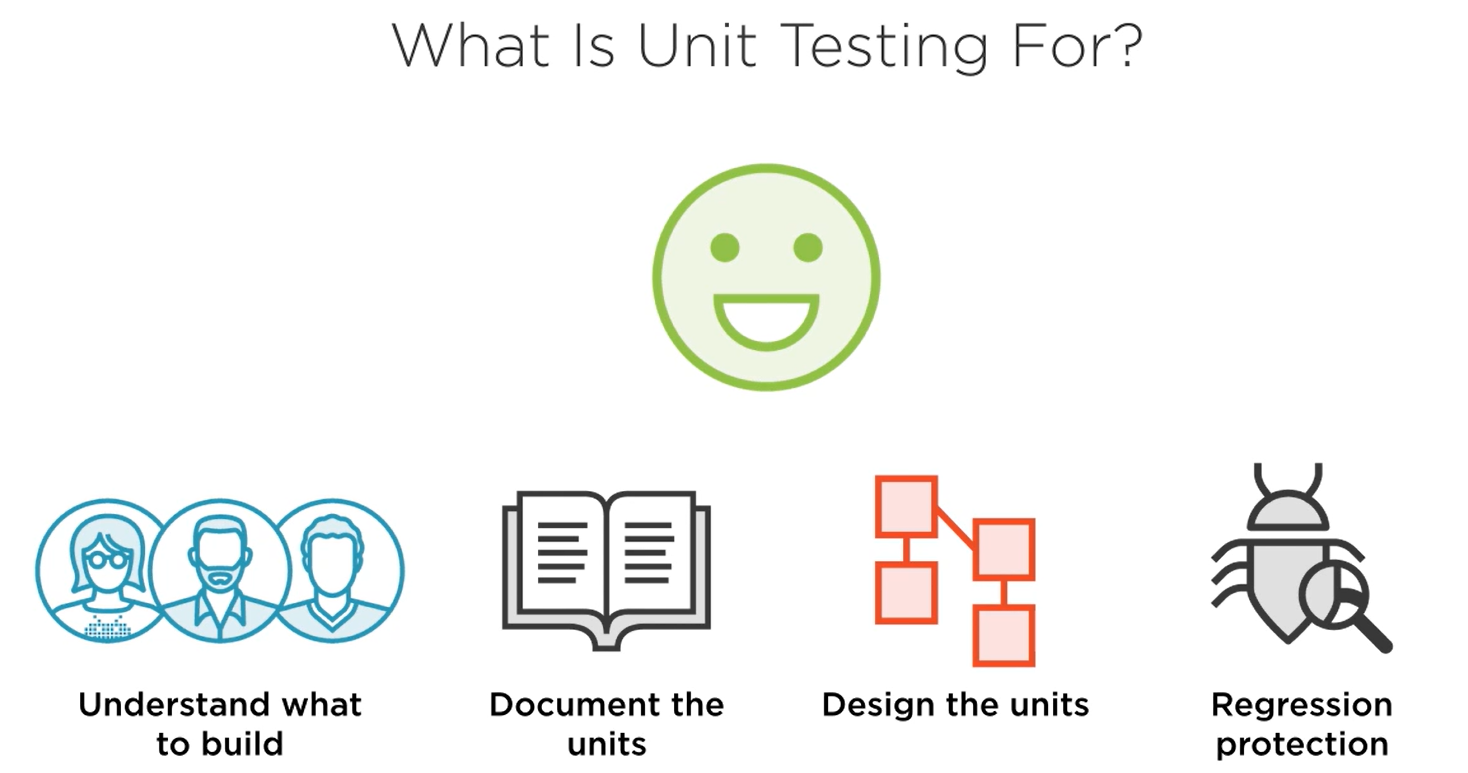 What Is Unit Testing For?
Understand what
to build
Document the
units
Design the units
Regression
protection